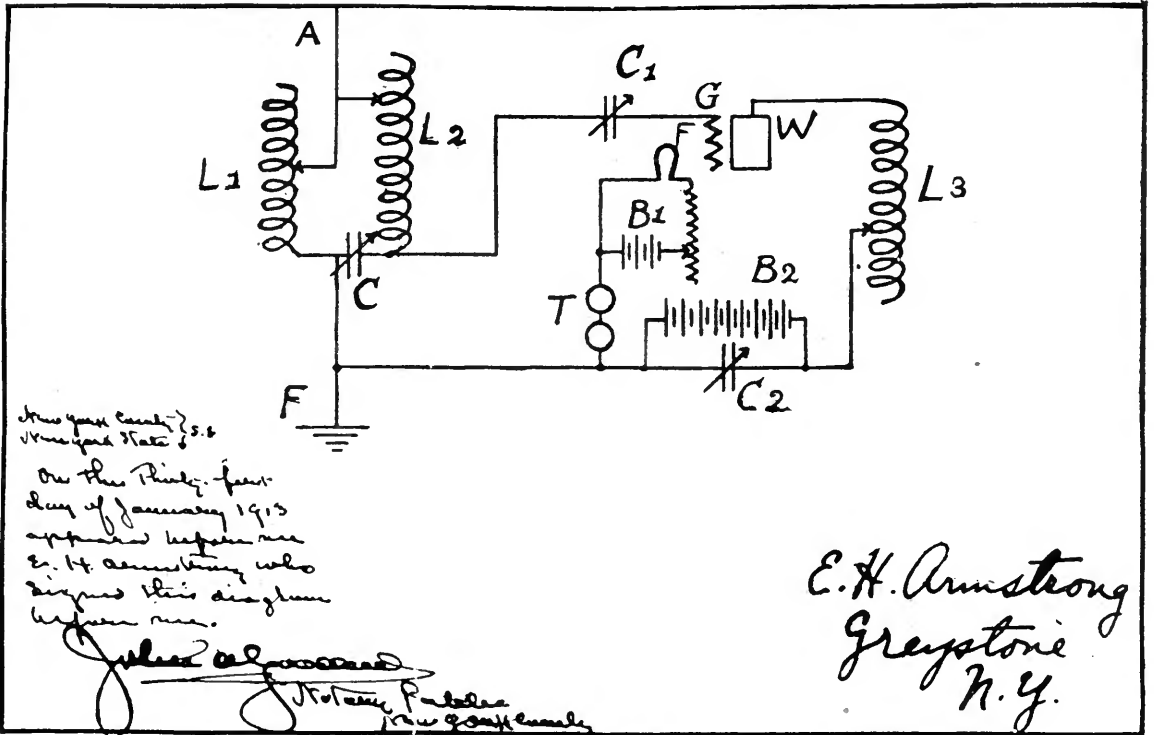 A
C1
G
F
W
L2
L1
L3
B1
B2
C
T
C2
F
New York County } s.s.
New York State
On this Thirty-first
day of January 1913
appeared before me
E. H. Armstrong who
signed this diagram
before me.
Notary Public
New York County
E.H. Armstrong
Greystone
N.Y.